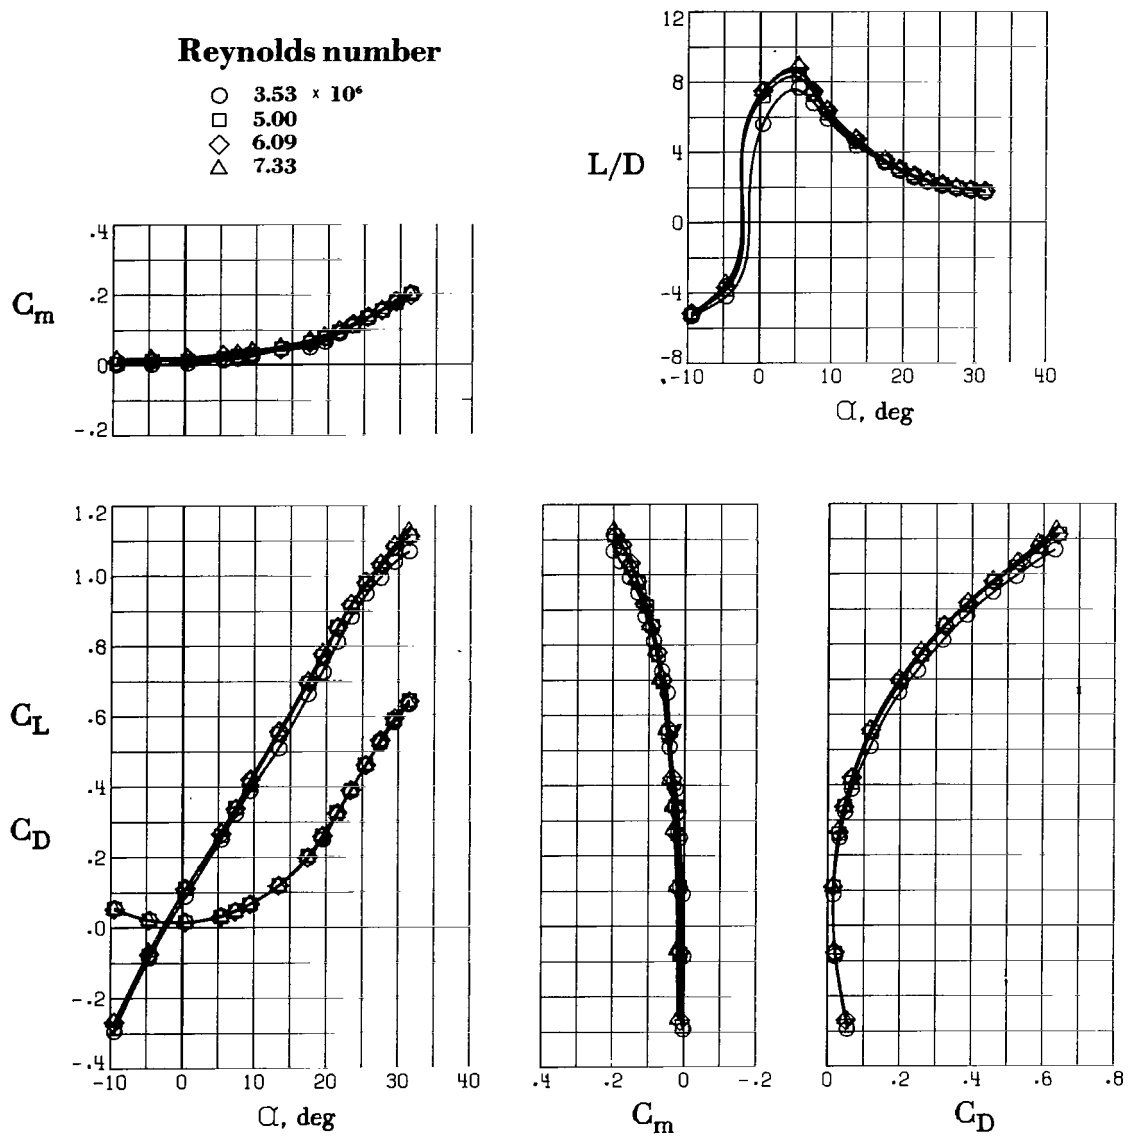 Reynolds number
○ 3.53 × 10⁶
□ 5.00
◇ 6.09
△ 7.33
12
8
4
0
-4
-8
L/D
-10 0 10 20 30 40
α, deg
.4
.2
0
-.2
C_m
1.2
1.0
.8
.6
.4
.2
.0
-.2
-.4
C_L
C_D
-10 0 10 20 30 40
α, deg
.4 .2 0 -.2
C_m
0 .2 .4 .6 .8
C_D